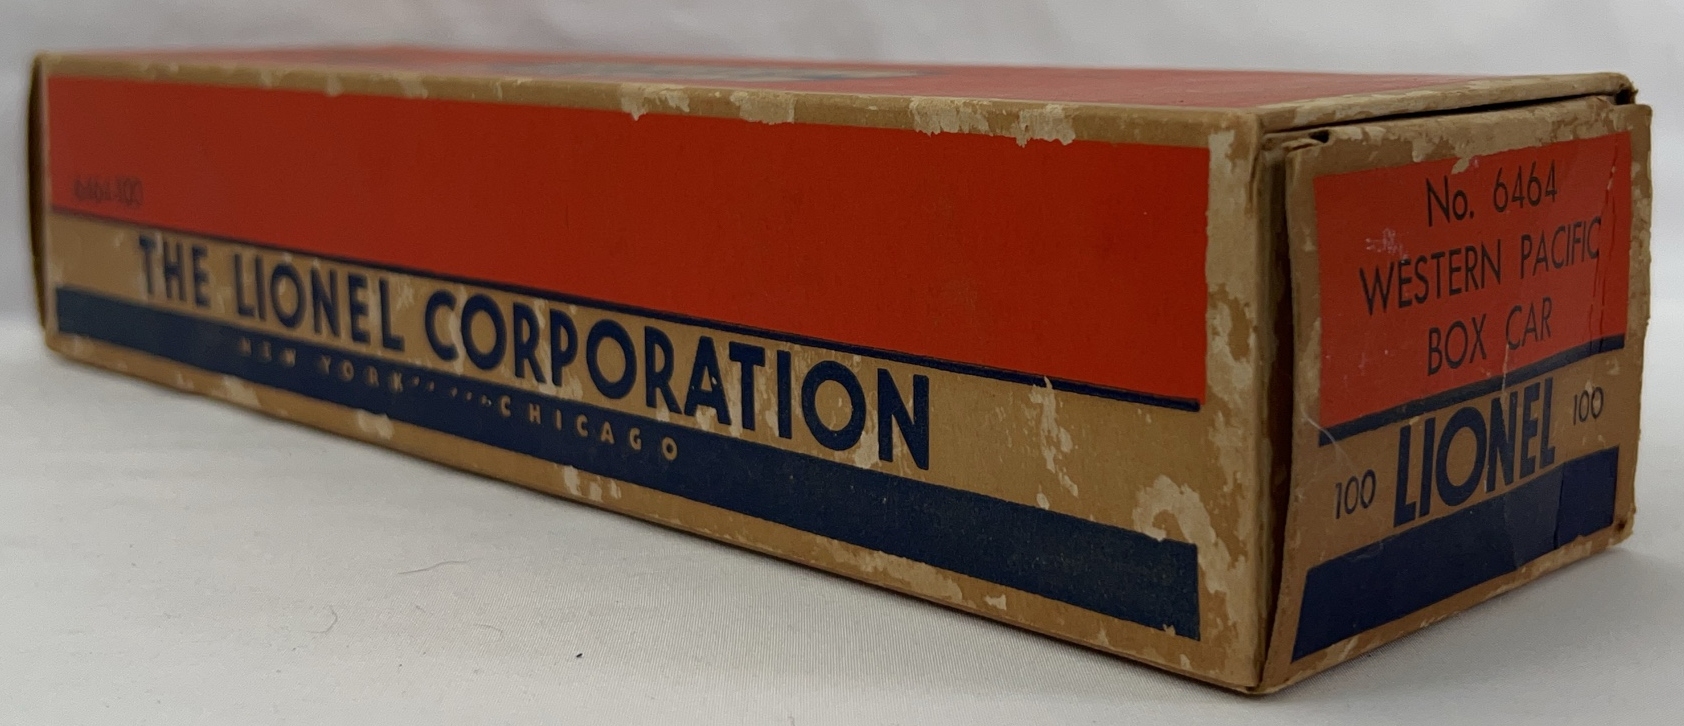 6464-100
THE LIONEL CORPORATION
NEW YORK CHICAGO
No. 6464
WESTERN PACIFIC
BOX CAR
100 LIONEL 100